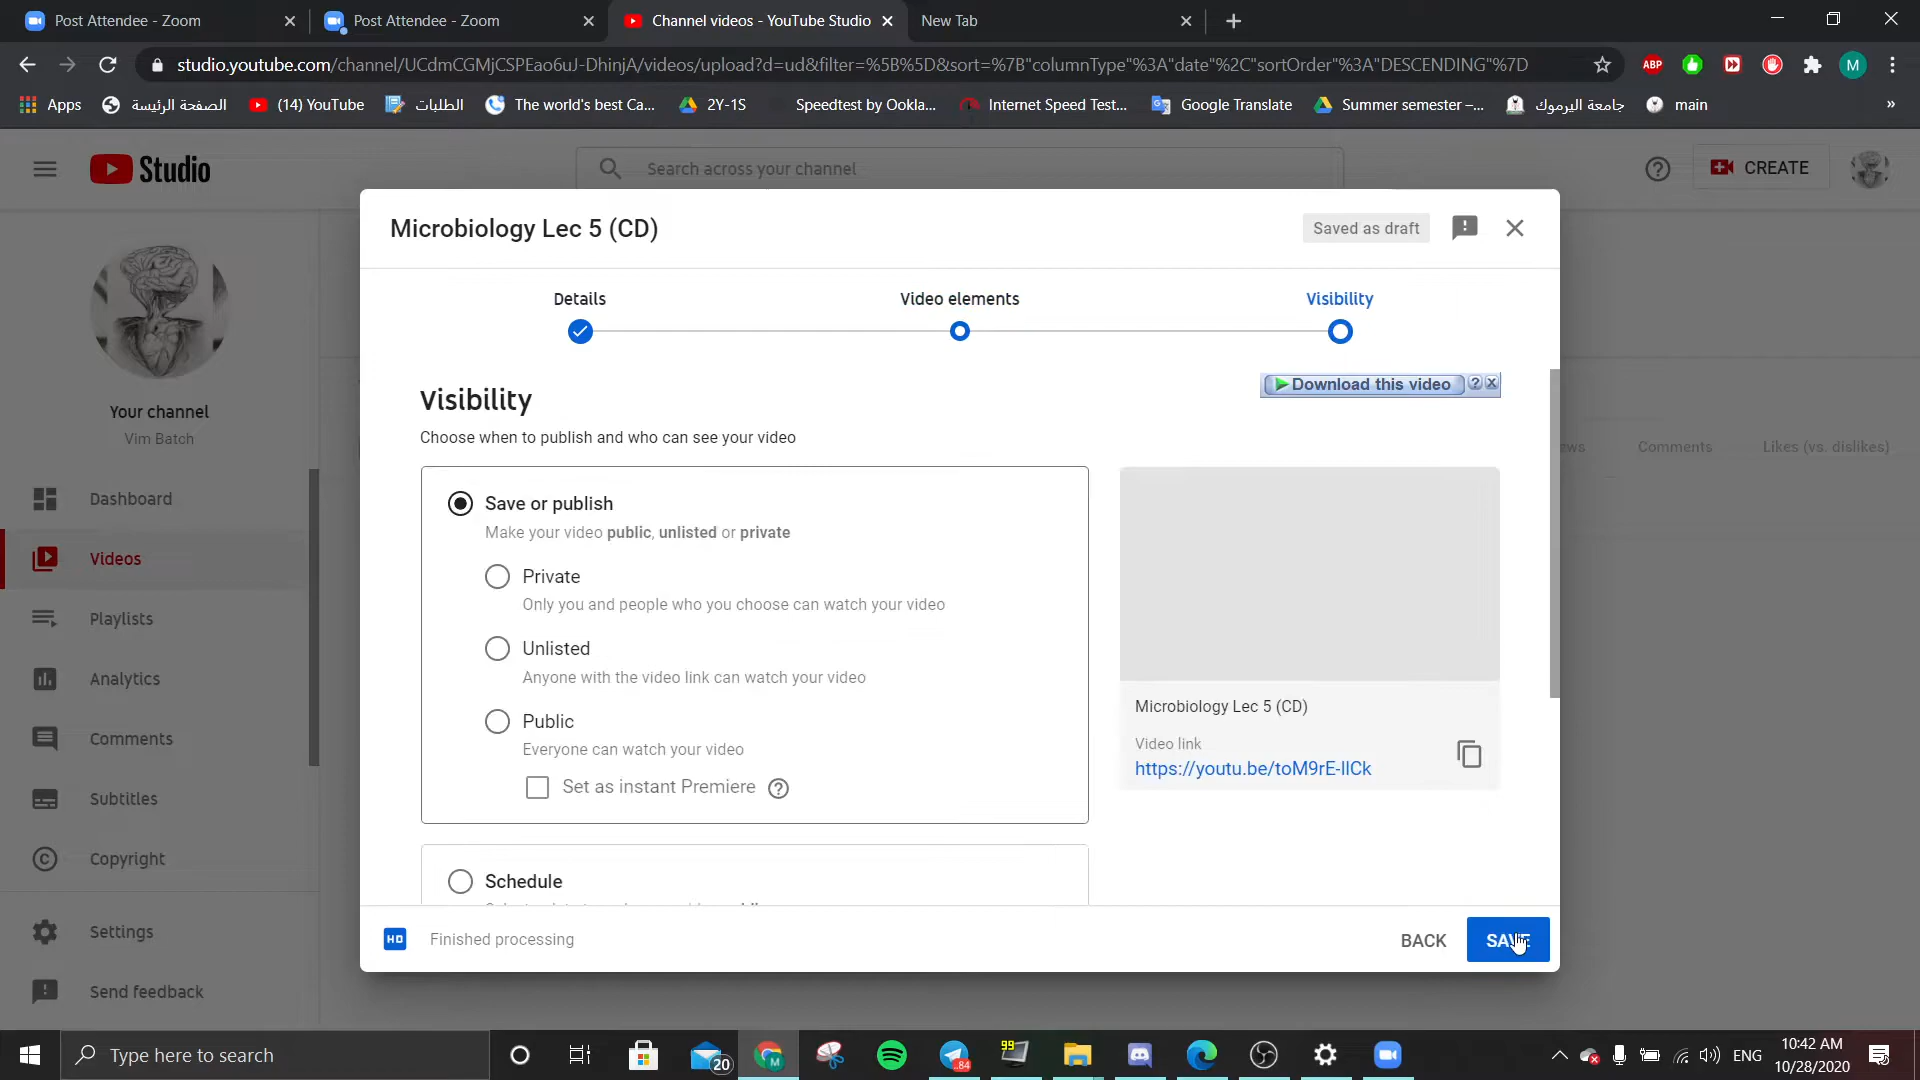 Post Attendee - Zoom
Post Attendee - Zoom
Channel videos - YouTube Studio
New Tab
studio.youtube.com/channel/UCdmCGMjCSPEao6uJ-DhinjA/videos/upload?d=ud&filter=%5B%5D&sort=%7B"columnType"%3A"date"%2C"sortOrder"%3A"DESCENDING"%7D
ABP
M
Apps
الصفحة الرئيسة
(14) YouTube
الطلبات
The world's best Ca...
2Y-1S
Speedtest by Ookla...
Internet Speed Test...
Google Translate
Summer semester –...
جامعة اليرموك
main
»
Studio
Search across your channel
CREATE
Microbiology Lec 5 (CD)
Saved as draft
Details
Video elements
Visibility
Download this video
Visibility
Choose when to publish and who can see your video
Save or publish
Make your video public, unlisted or private
Private
Only you and people who you choose can watch your video
Unlisted
Anyone with the video link can watch your video
Public
Everyone can watch your video
Set as instant Premiere
Schedule
Microbiology Lec 5 (CD)
Video link
https://youtu.be/toM9rE-lICk
HD
Finished processing
BACK
SAVE
Your channel
Vim Batch
Dashboard
Videos
Playlists
Analytics
Comments
Subtitles
Copyright
Settings
Send feedback
Comments
Likes (vs. dislikes)
Type here to search
20
M
84
99
ENG
10:42 AM
10/28/2020